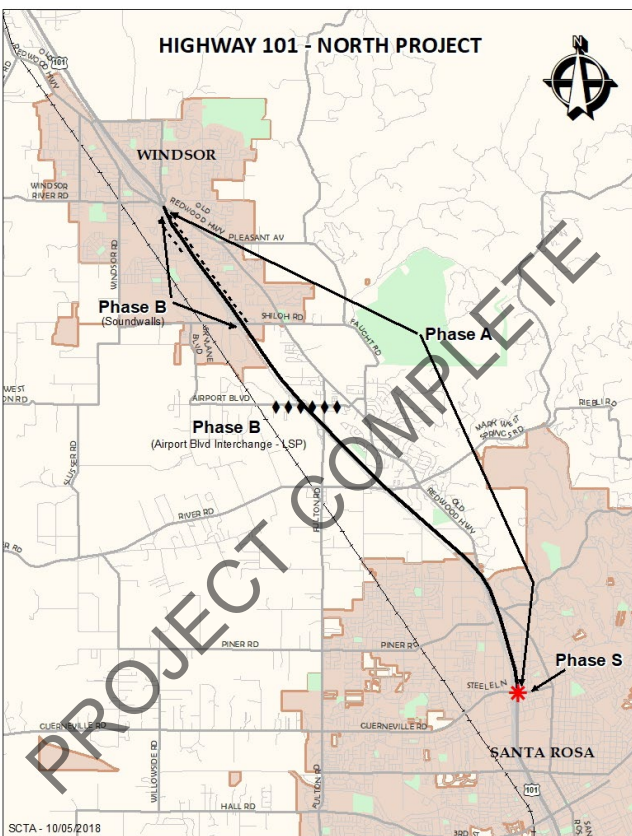 HIGHWAY 101 - NORTH PROJECT
N
OLD
REDWOOD HWY
101
WINDSOR
WINDSOR
RIVER RD
OLD
REDWOOD HWY
PLEASANT AV
WINDSOR RD
Phase B
(Soundwalls)
SHILOH RD
FAUGHT RD
Phase A
SKYLANE
BLVD
AIRPORT BLVD
WEST
ON RD
Phase B
(Airport Blvd Interchange - LSP)
RIEBLI RD
MARK WEST
SPRINGS RD
SLUSSER RD
FULTON RD
OLD
REDWOOD HWY
RIVER RD
ER RD
PROJECT COMPLETE
PINER RD
PINER RD
Phase S
STEELE LN
GUERNEVILLE RD
GUERNEVILLE RD
SANTA ROSA
WILLOWSIDE RD
FULTON RD
101
HALL RD
3RD
SCTA - 10/05/2018